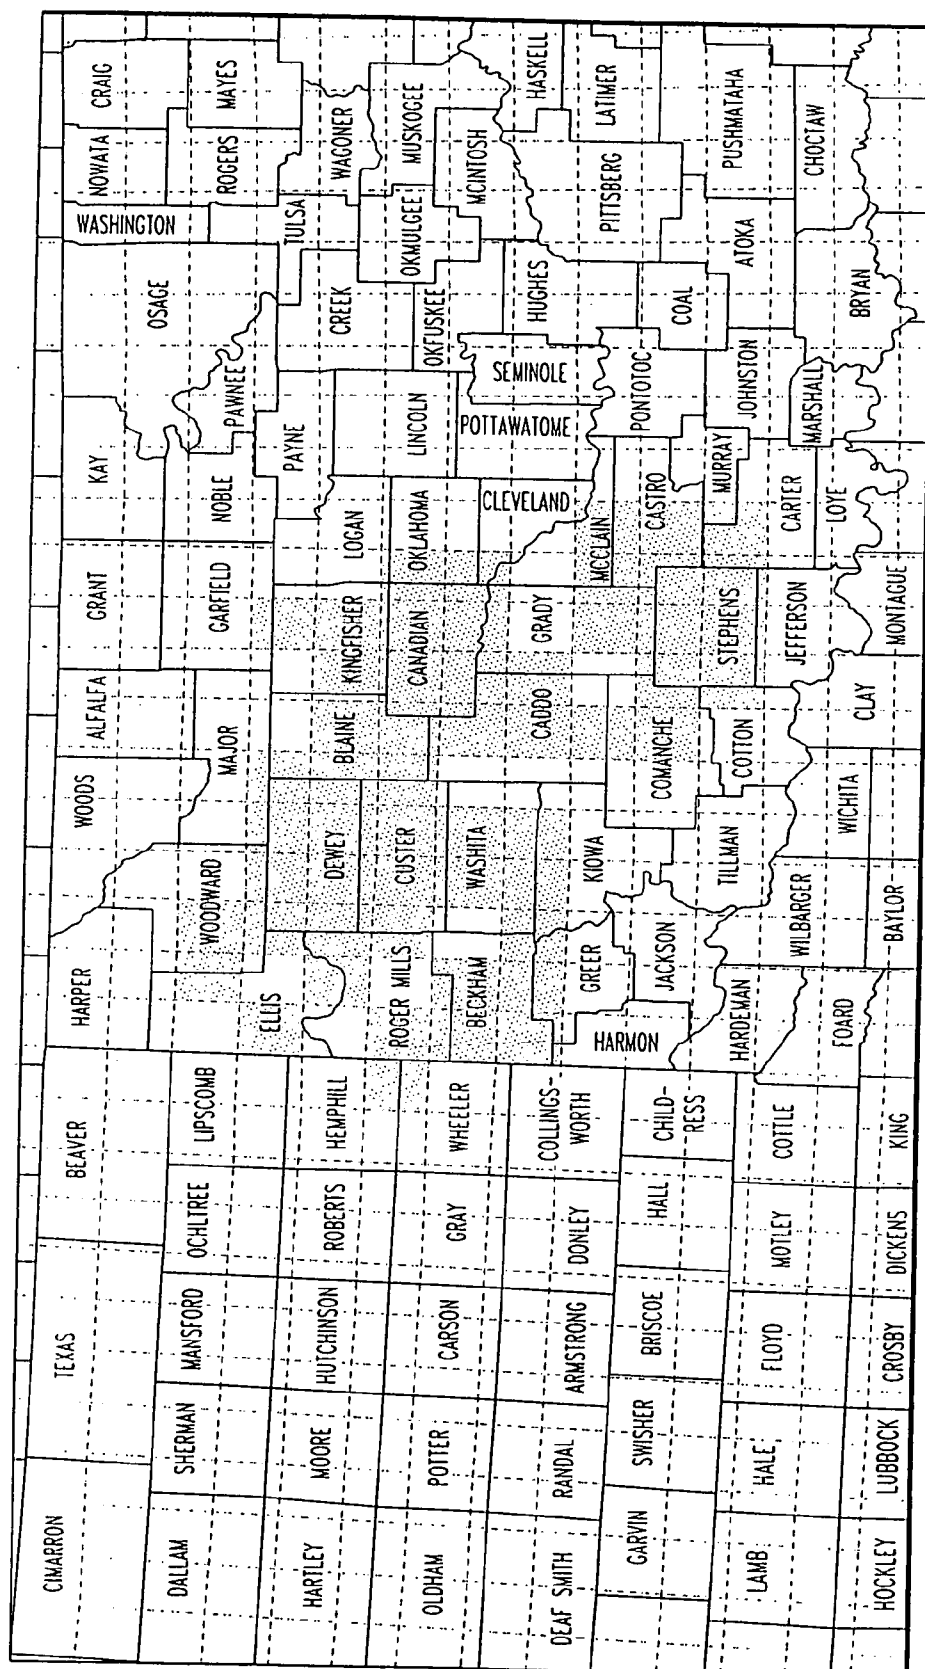 CIMARRON
TEXAS
BEAVER
HARPER
WOODS
ALFALFA
GRANT
KAY
OSAGE
WASHINGTON
NOWATA
CRAIG
DALLAM
SHERMAN
MANSFORD
OCHLTREE
LIPSCOMB
ELLIS
WOODWARD
MAJOR
GARFIELD
NOBLE
PAWNEE
ROGERS
MAYES
HARTLEY
MOORE
HUTCHINSON
ROBERTS
HEMPHILL
ROGER MILLS
DEWEY
BLAINE
KINGFISHER
LOGAN
PAYNE
CREEK
TULSA
WAGONER
OLDHAM
POTTER
CARSON
GRAY
WHEELER
BECKHAM
CUSTER
WASHITA
CANADIAN
OKLAHOMA
LINCOLN
OKFUSKEE
OKMULGEE
MUSKOGEE
MCINTOSH
DEAF SMITH
RANDAL
ARMSTRONG
DONLEY
COLLINGS-
WORTH
HARMON
GREER
KIOWA
CADDO
GRADY
MCCLAIN
CLEVELAND
POTTAWATOME
SEMINOLE
HUGHES
PITTSBERG
HASKELL
LATIMER
GARVIN
SWISHER
BRISCOE
HALL
CHILD-
RESS
JACKSON
COMANCHE
STEPHENS
CASTRO
MURRAY
PONTOTOC
COAL
ATOKA
PUSHMATAHA
LAMB
HALE
FLOYD
MOTLEY
COTTLE
HARDEMAN
TILLMAN
COTTON
JEFFERSON
CARTER
JOHNSTON
MARSHALL
BRYAN
CHOCTAW
HOCKLEY
LUBBOCK
CROSBY
DICKENS
KING
FOARD
WILBARGER
BAYLOR
WICHITA
CLAY
MONTAGUE
LOYE